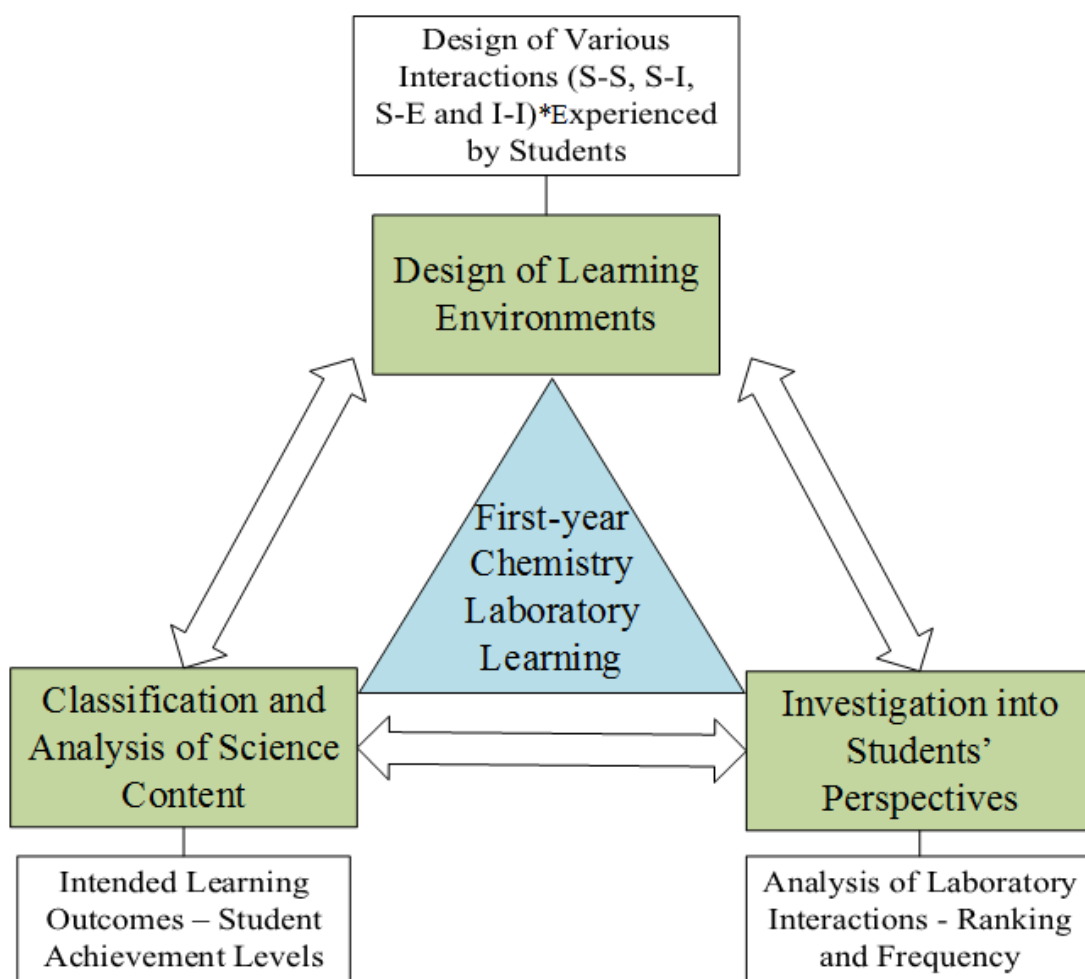 Design of Various
Interactions (S-S, S-I,
S-E and I-I)*Experienced
by Students
Design of Learning
Environments
First-year
Chemistry
Laboratory
Learning
Classification and
Analysis of Science
Content
Investigation into
Students’
Perspectives
Intended Learning
Outcomes – Student
Achievement Levels
Analysis of Laboratory
Interactions - Ranking
and Frequency